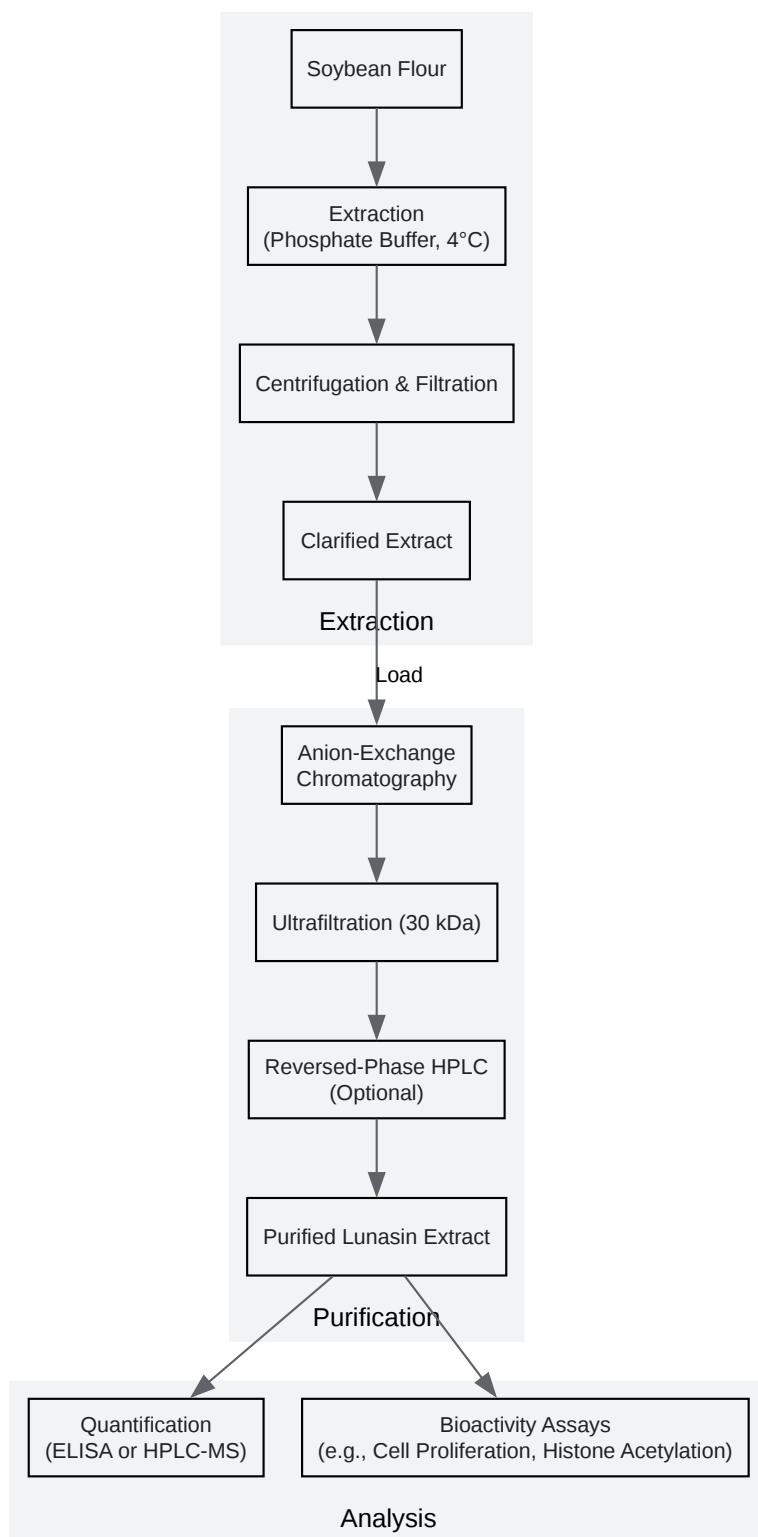 Soybean Flour
Extraction
(Phosphate Buffer, 4°C)
Centrifugation & Filtration
Clarified Extract
Extraction
Load
Anion-Exchange
Chromatography
Ultrafiltration (30 kDa)
Reversed-Phase HPLC
(Optional)
Purified Lunasin Extract
Purification
Quantification
(ELISA or HPLC-MS)
Bioactivity Assays
(e.g., Cell Proliferation, Histone Acetylation)
Analysis